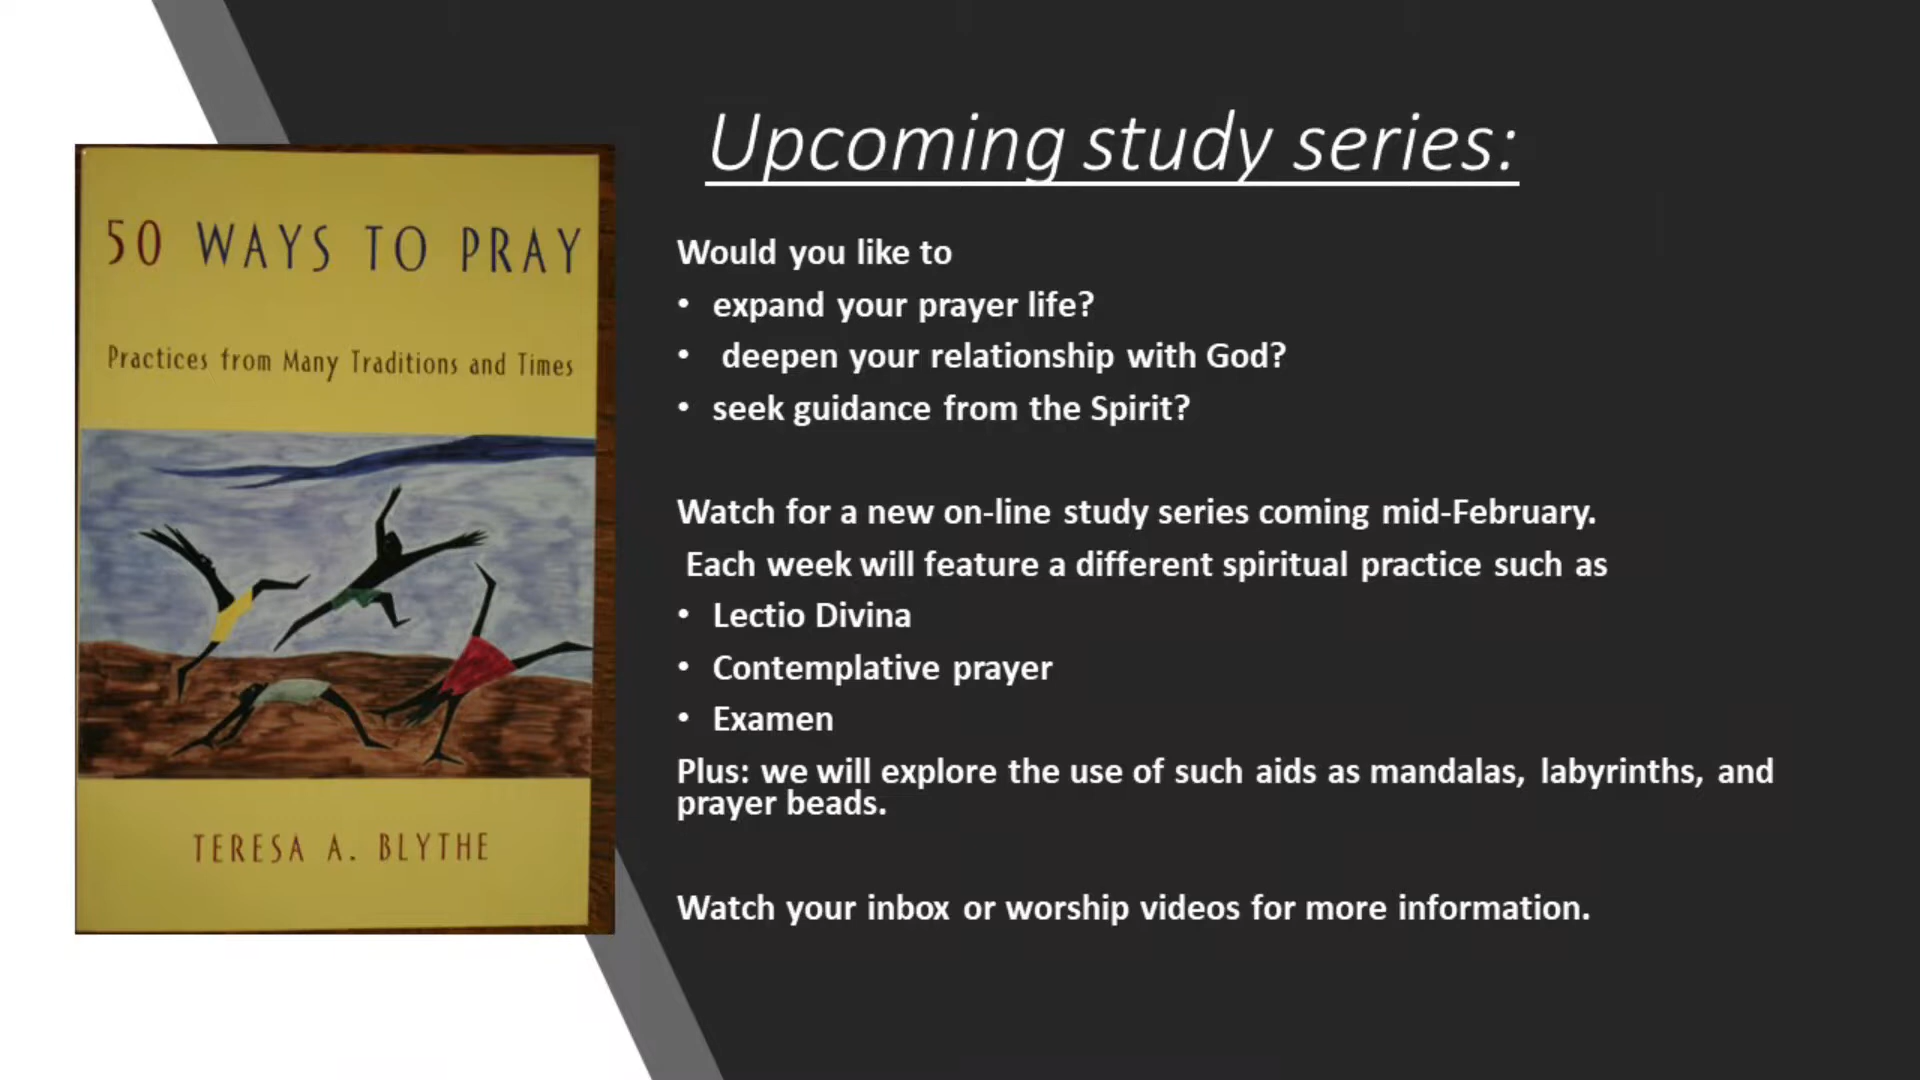 50 WAYS TO PRAY
Practices from Many Traditions and Times
TERESA A. BLYTHE
Upcoming study series:
Would you like to
• expand your prayer life?
• deepen your relationship with God?
• seek guidance from the Spirit?
Watch for a new on-line study series coming mid-February.
Each week will feature a different spiritual practice such as
• Lectio Divina
• Contemplative prayer
• Examen
Plus: we will explore the use of such aids as mandalas, labyrinths, and
prayer beads.
Watch your inbox or worship videos for more information.